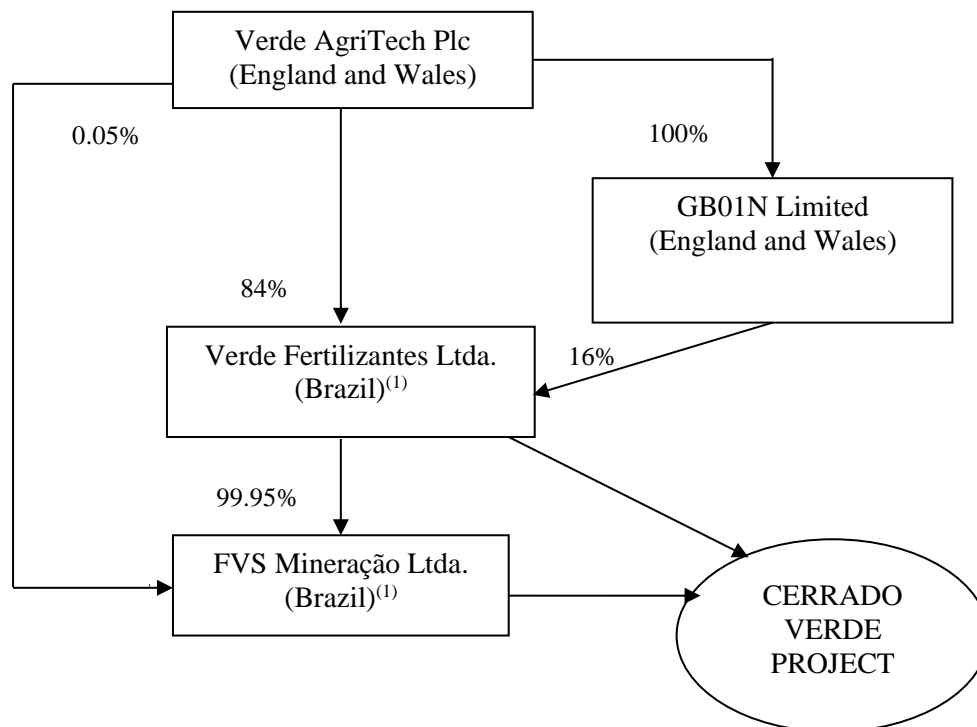 Verde AgriTech Plc
(England and Wales)
0.05%
100%
GB01N Limited
(England and Wales)
84%
Verde Fertilizantes Ltda.
(Brazil)(1)
16%
99.95%
FVS Mineração Ltda.
(Brazil)(1)
CERRADO
VERDE
PROJECT